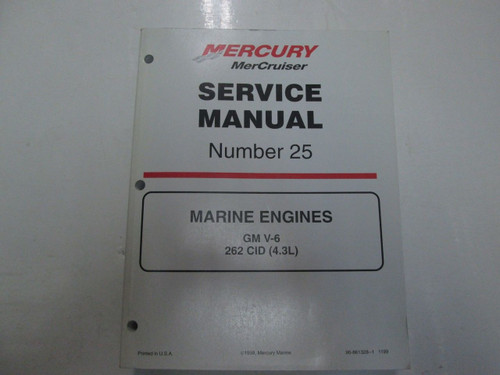 MERCURY
MerCruiser
SERVICE
MANUAL
Number 25
MARINE ENGINES
GM V-6
262 CID (4.3L)
Printed in U.S.A.
Mercury Marine